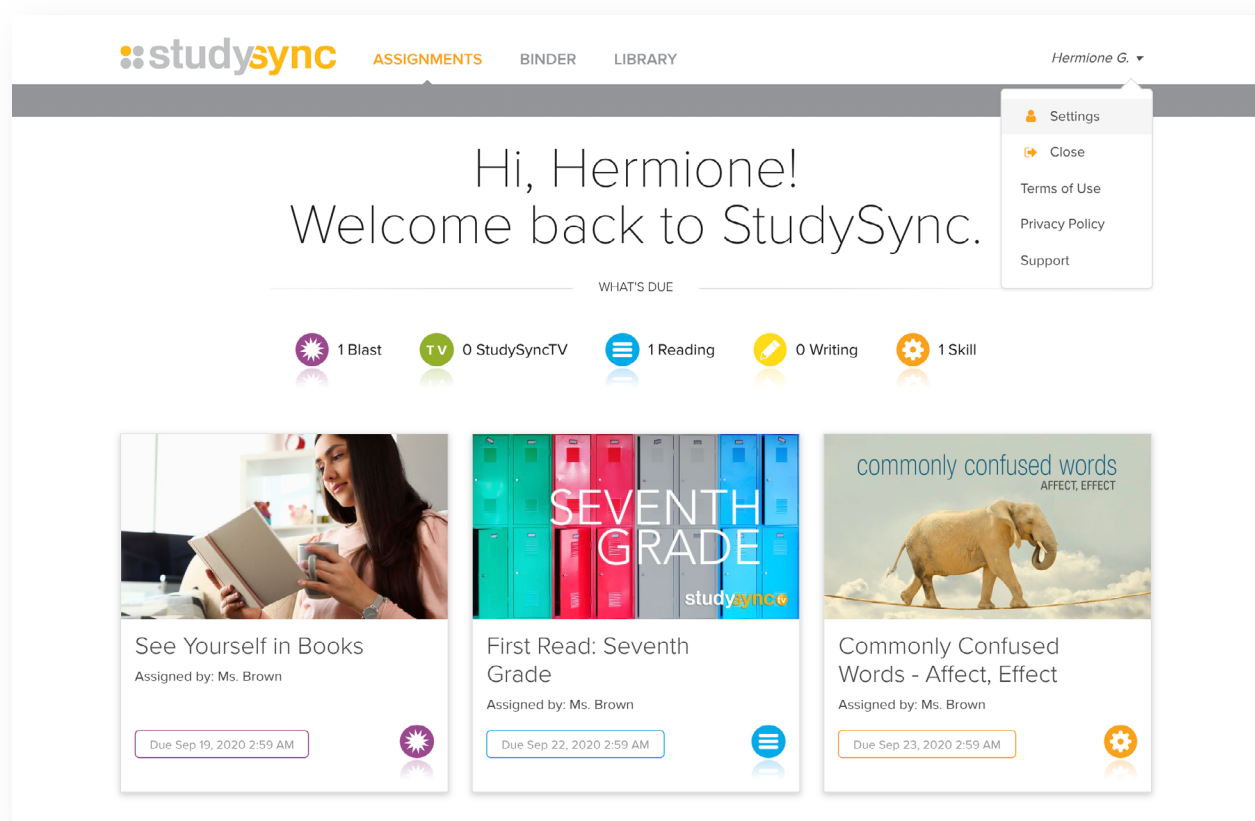 studysync
ASSIGNMENTS
BINDER
LIBRARY
Hermione G.
Settings
Close
Terms of Use
Privacy Policy
Support
Hi, Hermione!
Welcome back to StudySync.
WHAT'S DUE
1 Blast
TV
0 StudySyncTV
1 Reading
0 Writing
1 Skill
See Yourself in Books
Assigned by: Ms. Brown
Due Sep 19, 2020 2:59 AM
SEVENTH
GRADE
studysync tv
First Read: Seventh
Grade
Assigned by: Ms. Brown
Due Sep 22, 2020 2:59 AM
commonly confused words
AFFECT, EFFECT
Commonly Confused
Words - Affect, Effect
Assigned by: Ms. Brown
Due Sep 23, 2020 2:59 AM